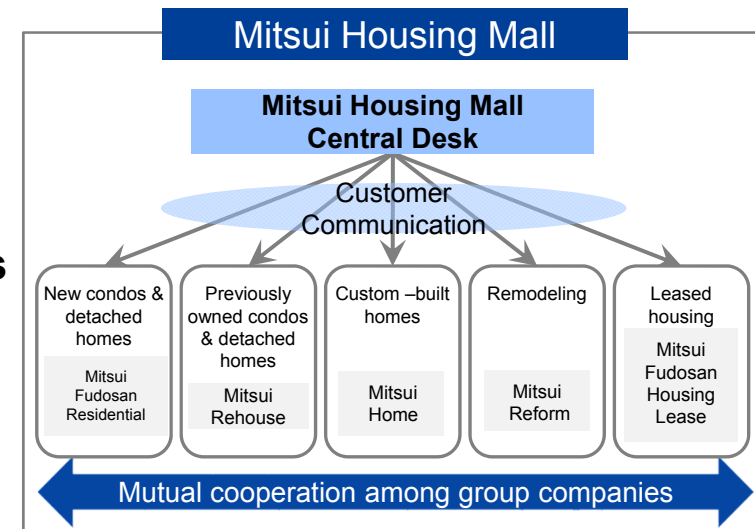 Mitsui Housing Mall
Mitsui Housing Mall
Central Desk
Customer
Communication
s
New condos &
detached
homes
Mitsui
Fudosan
Residential
Previously
owned condos
& detached
homes
Mitsui
Rehouse
Custom –built
homes
Mitsui
Home
Remodeling
Mitsui
Reform
Leased
housing
Mitsui
Fudosan
Housing
Lease
Mutual cooperation among group companies